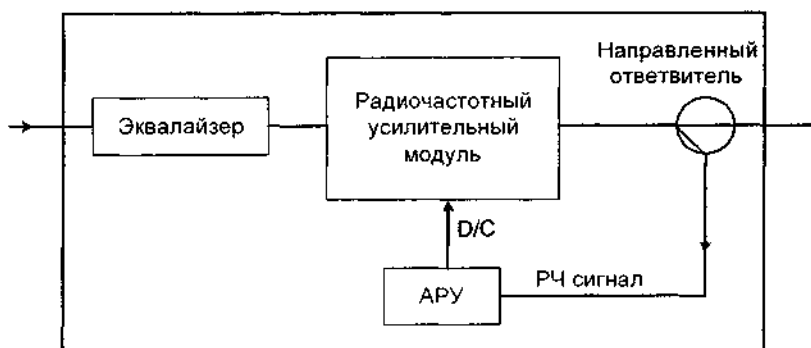 Направленный
ответвитель
Эквалайзер
Радиочастотный
усилительный
модуль
D/C
АРУ
РЧ сигнал